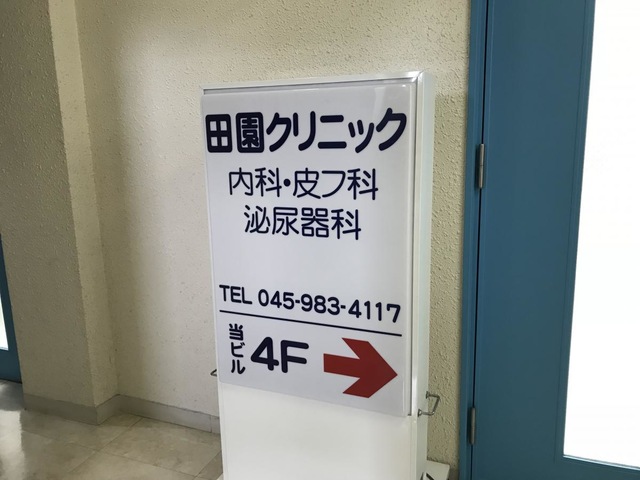 田園クリニック
内科・皮フ科
泌尿器科
TEL 045-983-4117
当ビル 4F